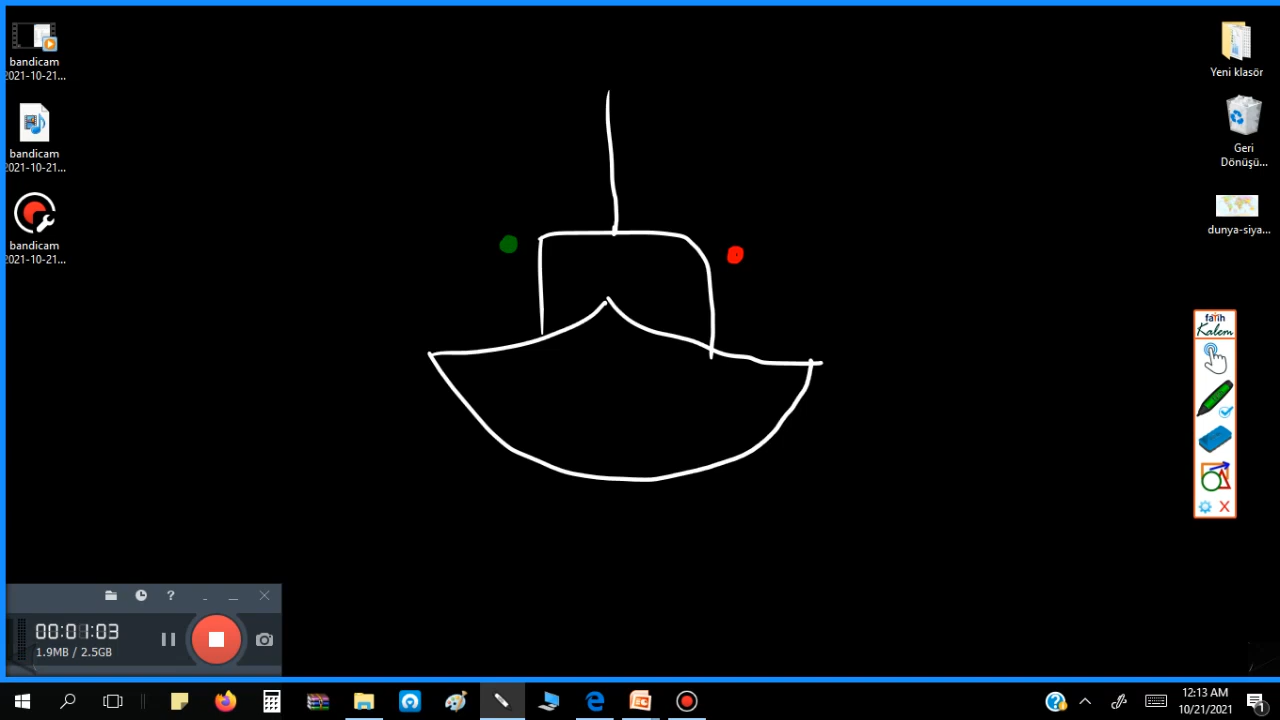 bandicam
2021-10-21...
bandicam
2021-10-21...
bandicam
2021-10-21...
Yeni klasör
Geri
Dönüşü...
dunya-siya...
fatih
Kalem
00:01:03
1.9MB / 2.5GB
12:13 AM
10/21/2021
1